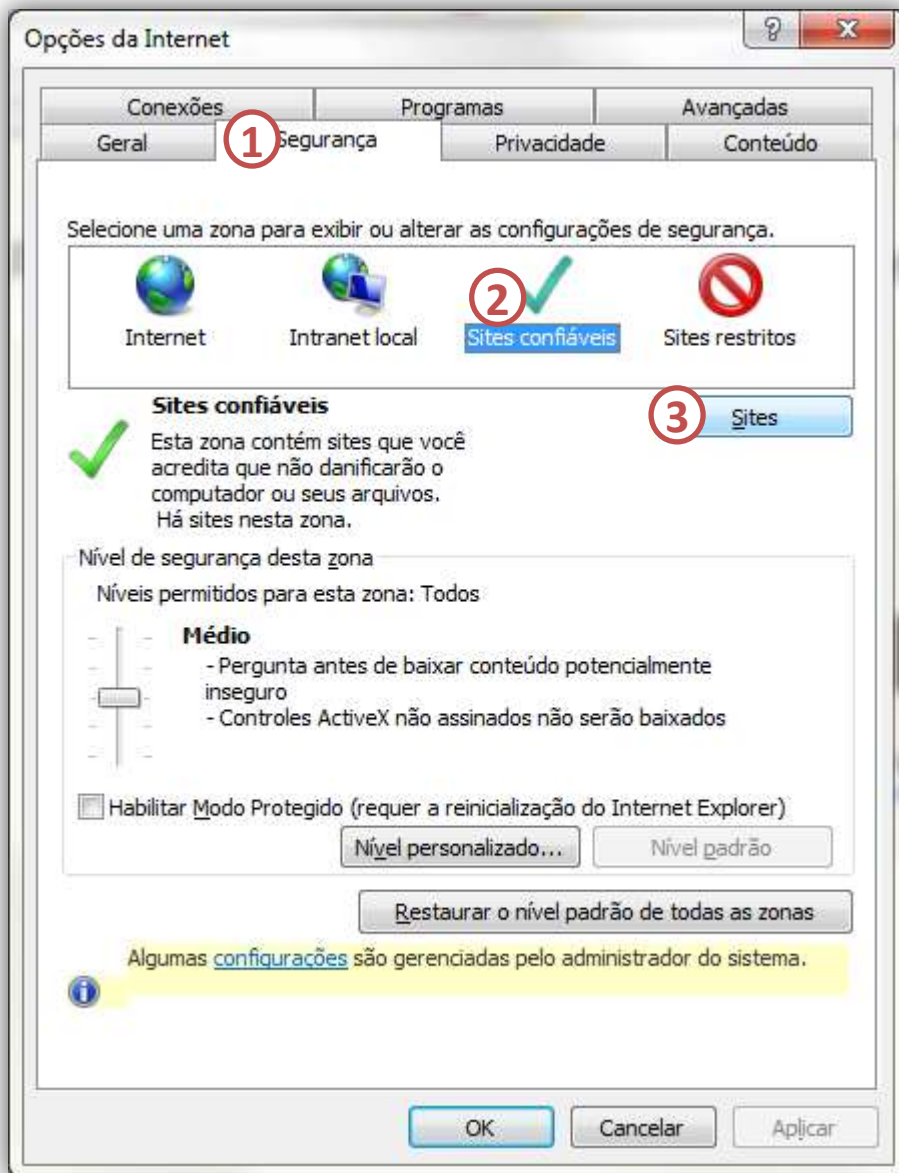 Opções da Internet
Conexões Programas Avançadas
Geral 1 Segurança Privacidade Conteúdo
Selecione uma zona para exibir ou alterar as configurações de segurança.
2
Internet Intranet local Sites confiáveis Sites restritos
Sites confiáveis 3 Sites
Esta zona contém sites que você
acredita que não danificarão o
computador ou seus arquivos.
Há sites nesta zona.
Nível de segurança desta zona
Níveis permitidos para esta zona: Todos
Médio
- Pergunta antes de baixar conteúdo potencialmente
inseguro
- Controles ActiveX não assinados não serão baixados
Habilitar Modo Protegido (requer a reinicialização do Internet Explorer)
Nível personalizado... Nível padrão
Restaurar o nível padrão de todas as zonas
Algumas configurações são gerenciadas pelo administrador do sistema.
OK Cancelar Aplicar